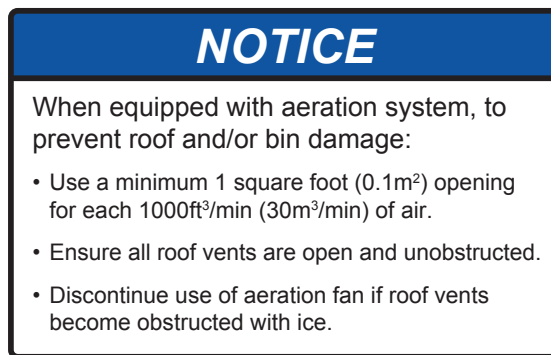 NOTICE
When equipped with aeration system, to
prevent roof and/or bin damage:
• Use a minimum 1 square foot (0.1m²) opening
for each 1000ft³/min (30m³/min) of air.
• Ensure all roof vents are open and unobstructed.
• Discontinue use of aeration fan if roof vents
become obstructed with ice.